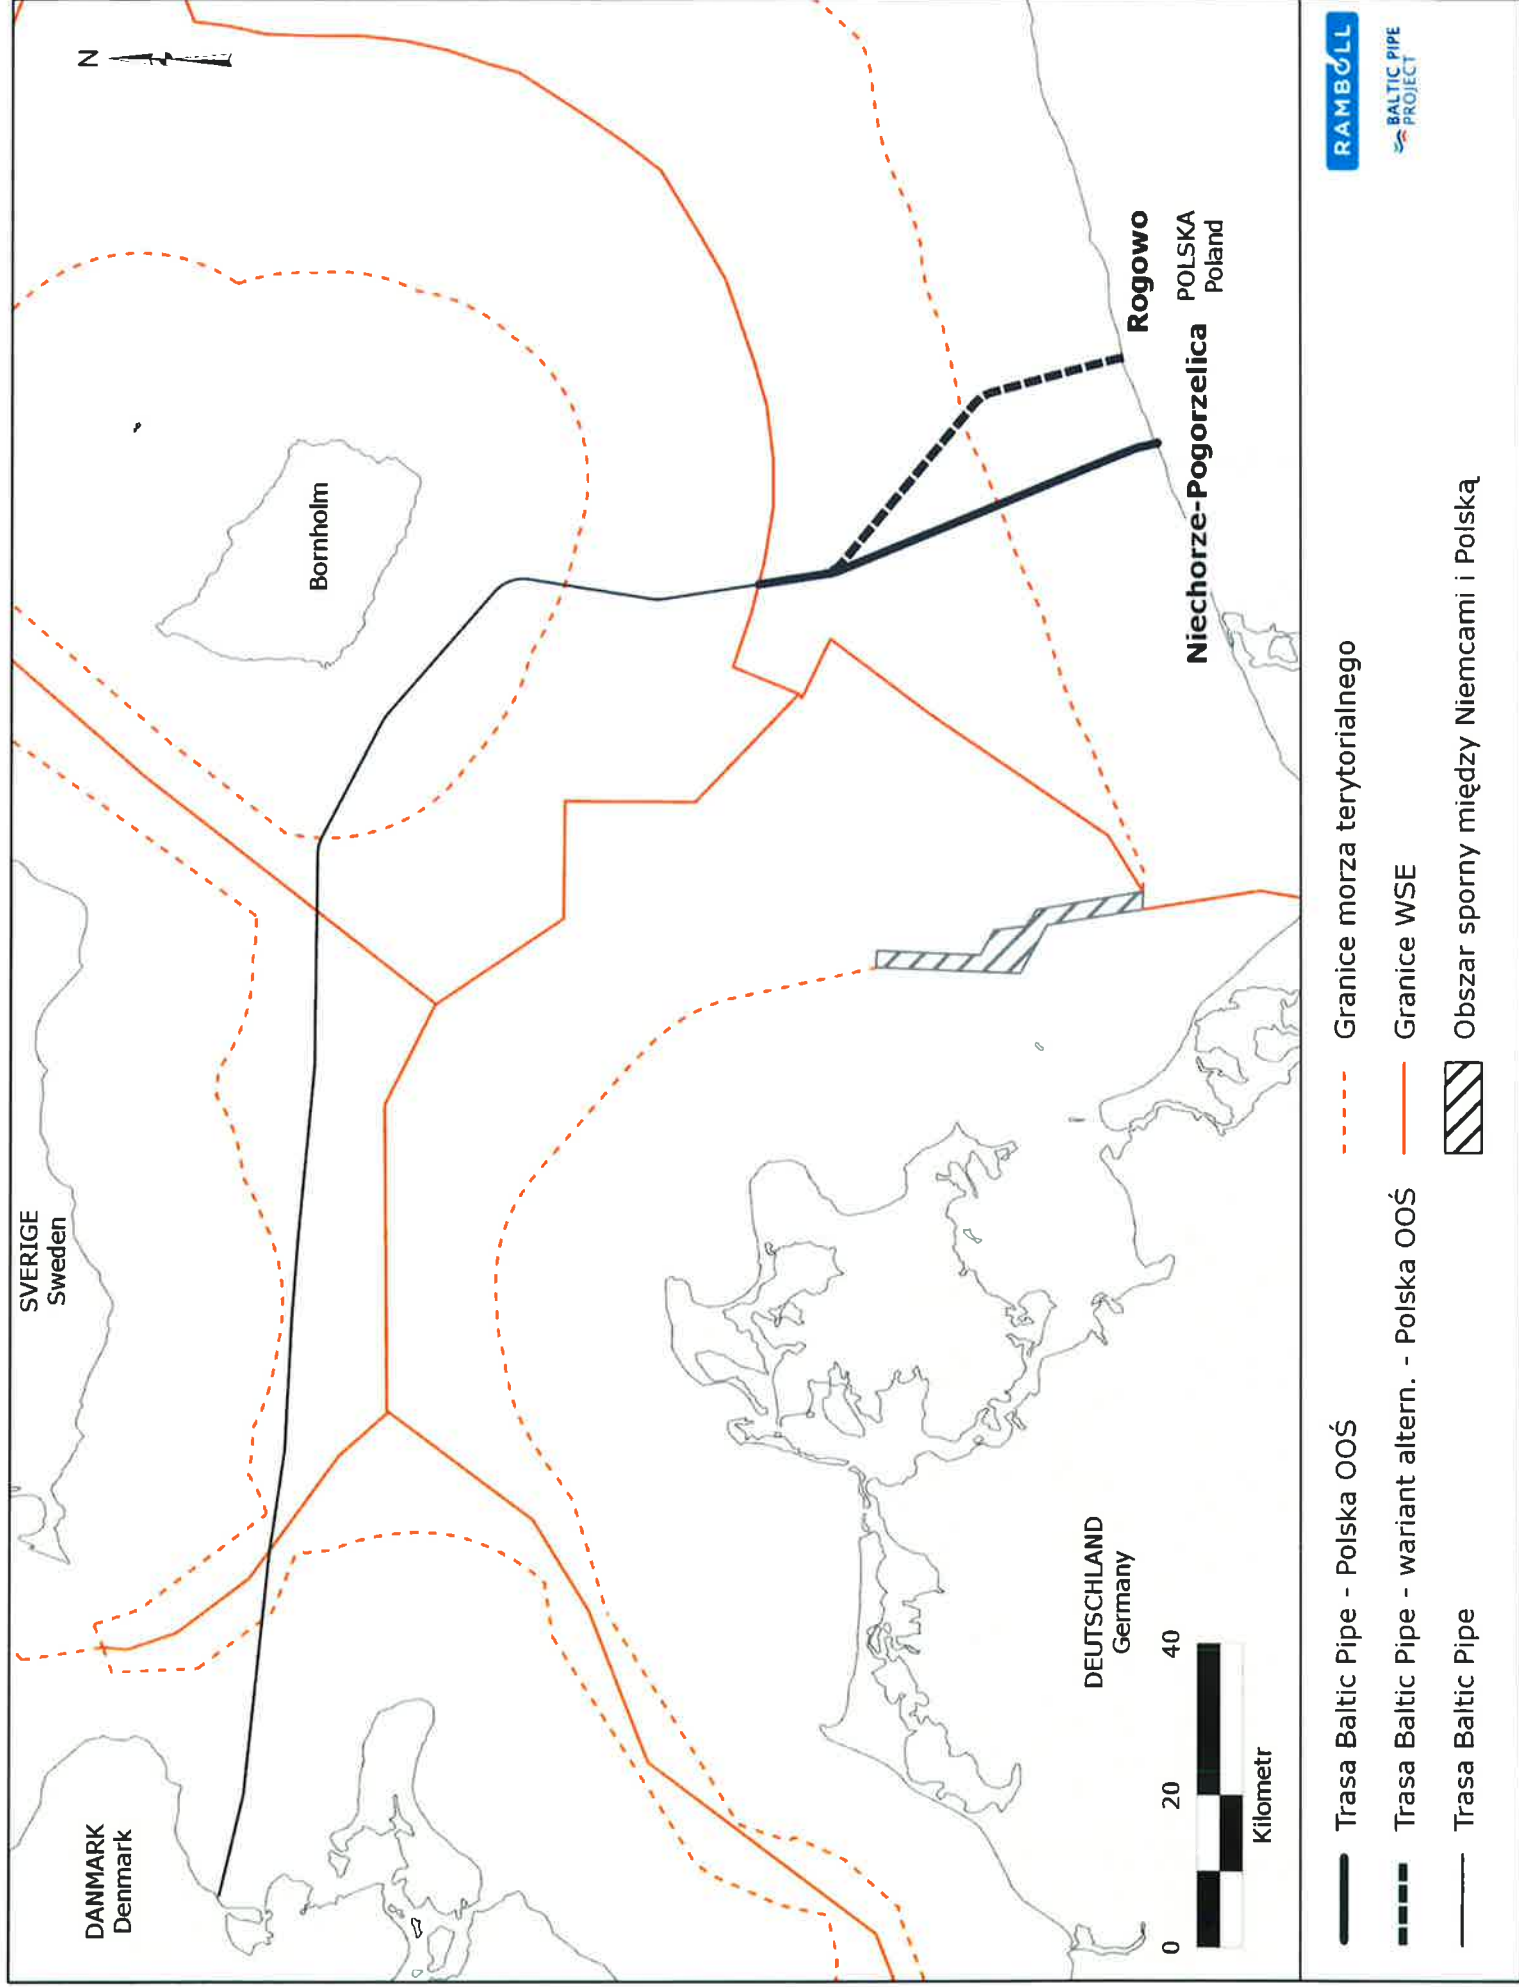 N
SVERIGE
Sweden
DANMARK
Denmark
Bornholm
DEUTSCHLAND
Germany
Rogowo
Niechorze-Pogorzelica
POLSKA
Poland
0 20 40
Kilometr
Trasa Baltic Pipe - Polska OOŚ
Trasa Baltic Pipe - wariant altern. - Polska OOŚ
Trasa Baltic Pipe
Granice morza terytorialnego
Granice WSE
Obszar sporny między Niemcami i Polską
RAMBOLL
BALTIC PIPE
PROJECT